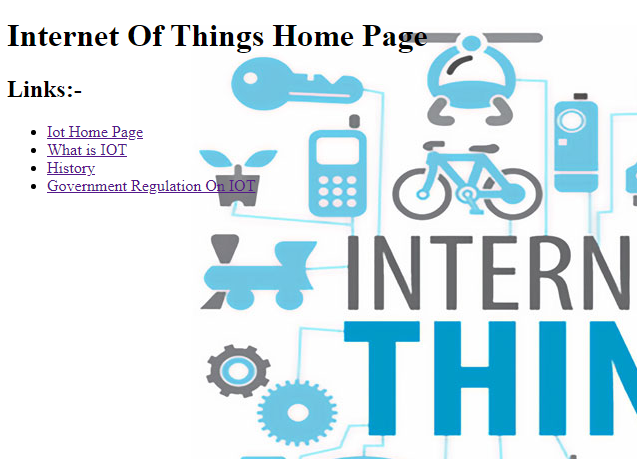 Internet Of Things Home Page
Links:-
Iot Home Page
What is IOT
History
Government Regulation On IOT
INTERN
THIN